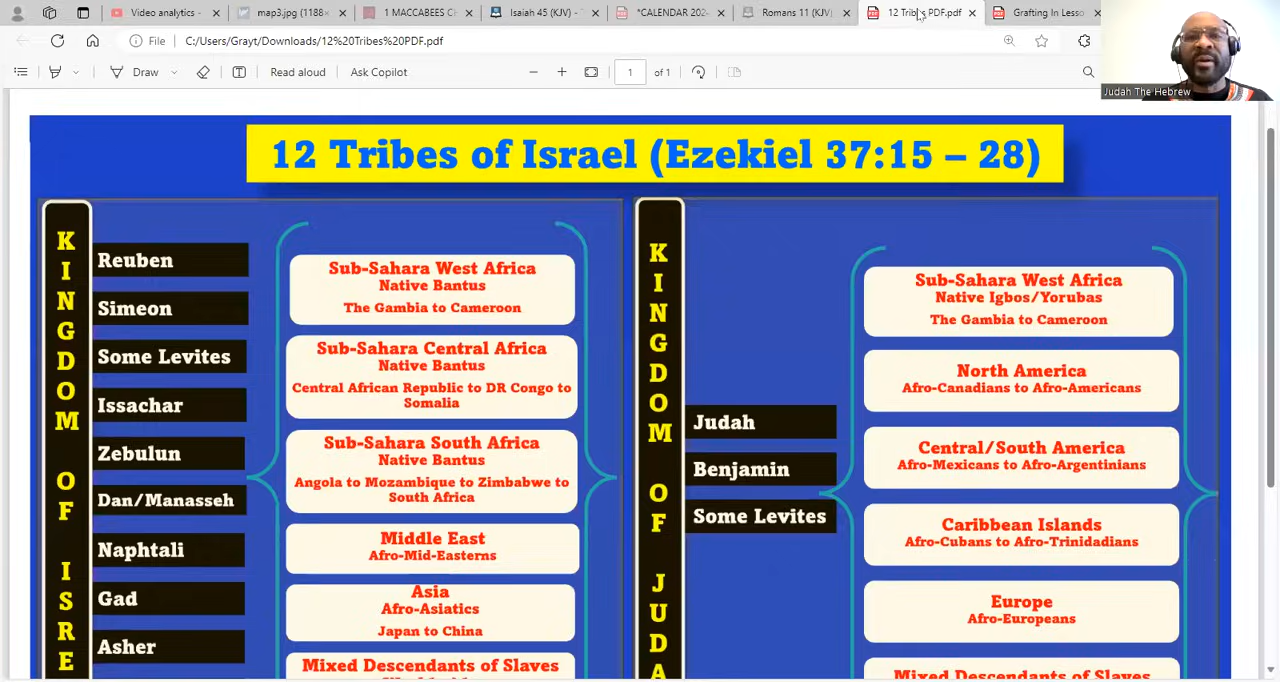 Video analytics -
map3.jpg (1188×
1 MACCABEES Ch
Isaiah 45 (KJV) -
*CALENDAR 202
Romans 11 (KJV)
12 Tribes PDF.pdf
Grafting In Lesso
File
C:/Users/Grayt/Downloads/12%20Tribes%20PDF.pdf
Draw
Read aloud
Ask Copilot
1
of 1
Judah The Hebrew
12 Tribes of Israel (Ezekiel 37:15 – 28)
KINGDOM OF ISRE
Reuben
Simeon
Some Levites
Issachar
Zebulun
Dan/Manasseh
Naphtali
Gad
Asher
Sub-Sahara West Africa
Native Bantus
The Gambia to Cameroon
Sub-Sahara Central Africa
Native Bantus
Central African Republic to DR Congo to
Somalia
Sub-Sahara South Africa
Native Bantus
Angola to Mozambique to Zimbabwe to
South Africa
Middle East
Afro-Mid-Easterns
Asia
Afro-Asiatics
Japan to China
Mixed Descendants of Slaves
KINGDOM OF JUDA
Judah
Benjamin
Some Levites
Sub-Sahara West Africa
Native Igbos/Yorubas
The Gambia to Cameroon
North America
Afro-Canadians to Afro-Americans
Central/South America
Afro-Mexicans to Afro-Argentinians
Caribbean Islands
Afro-Cubans to Afro-Trinidadians
Europe
Afro-Europeans
Mixed Descendants of Slaves